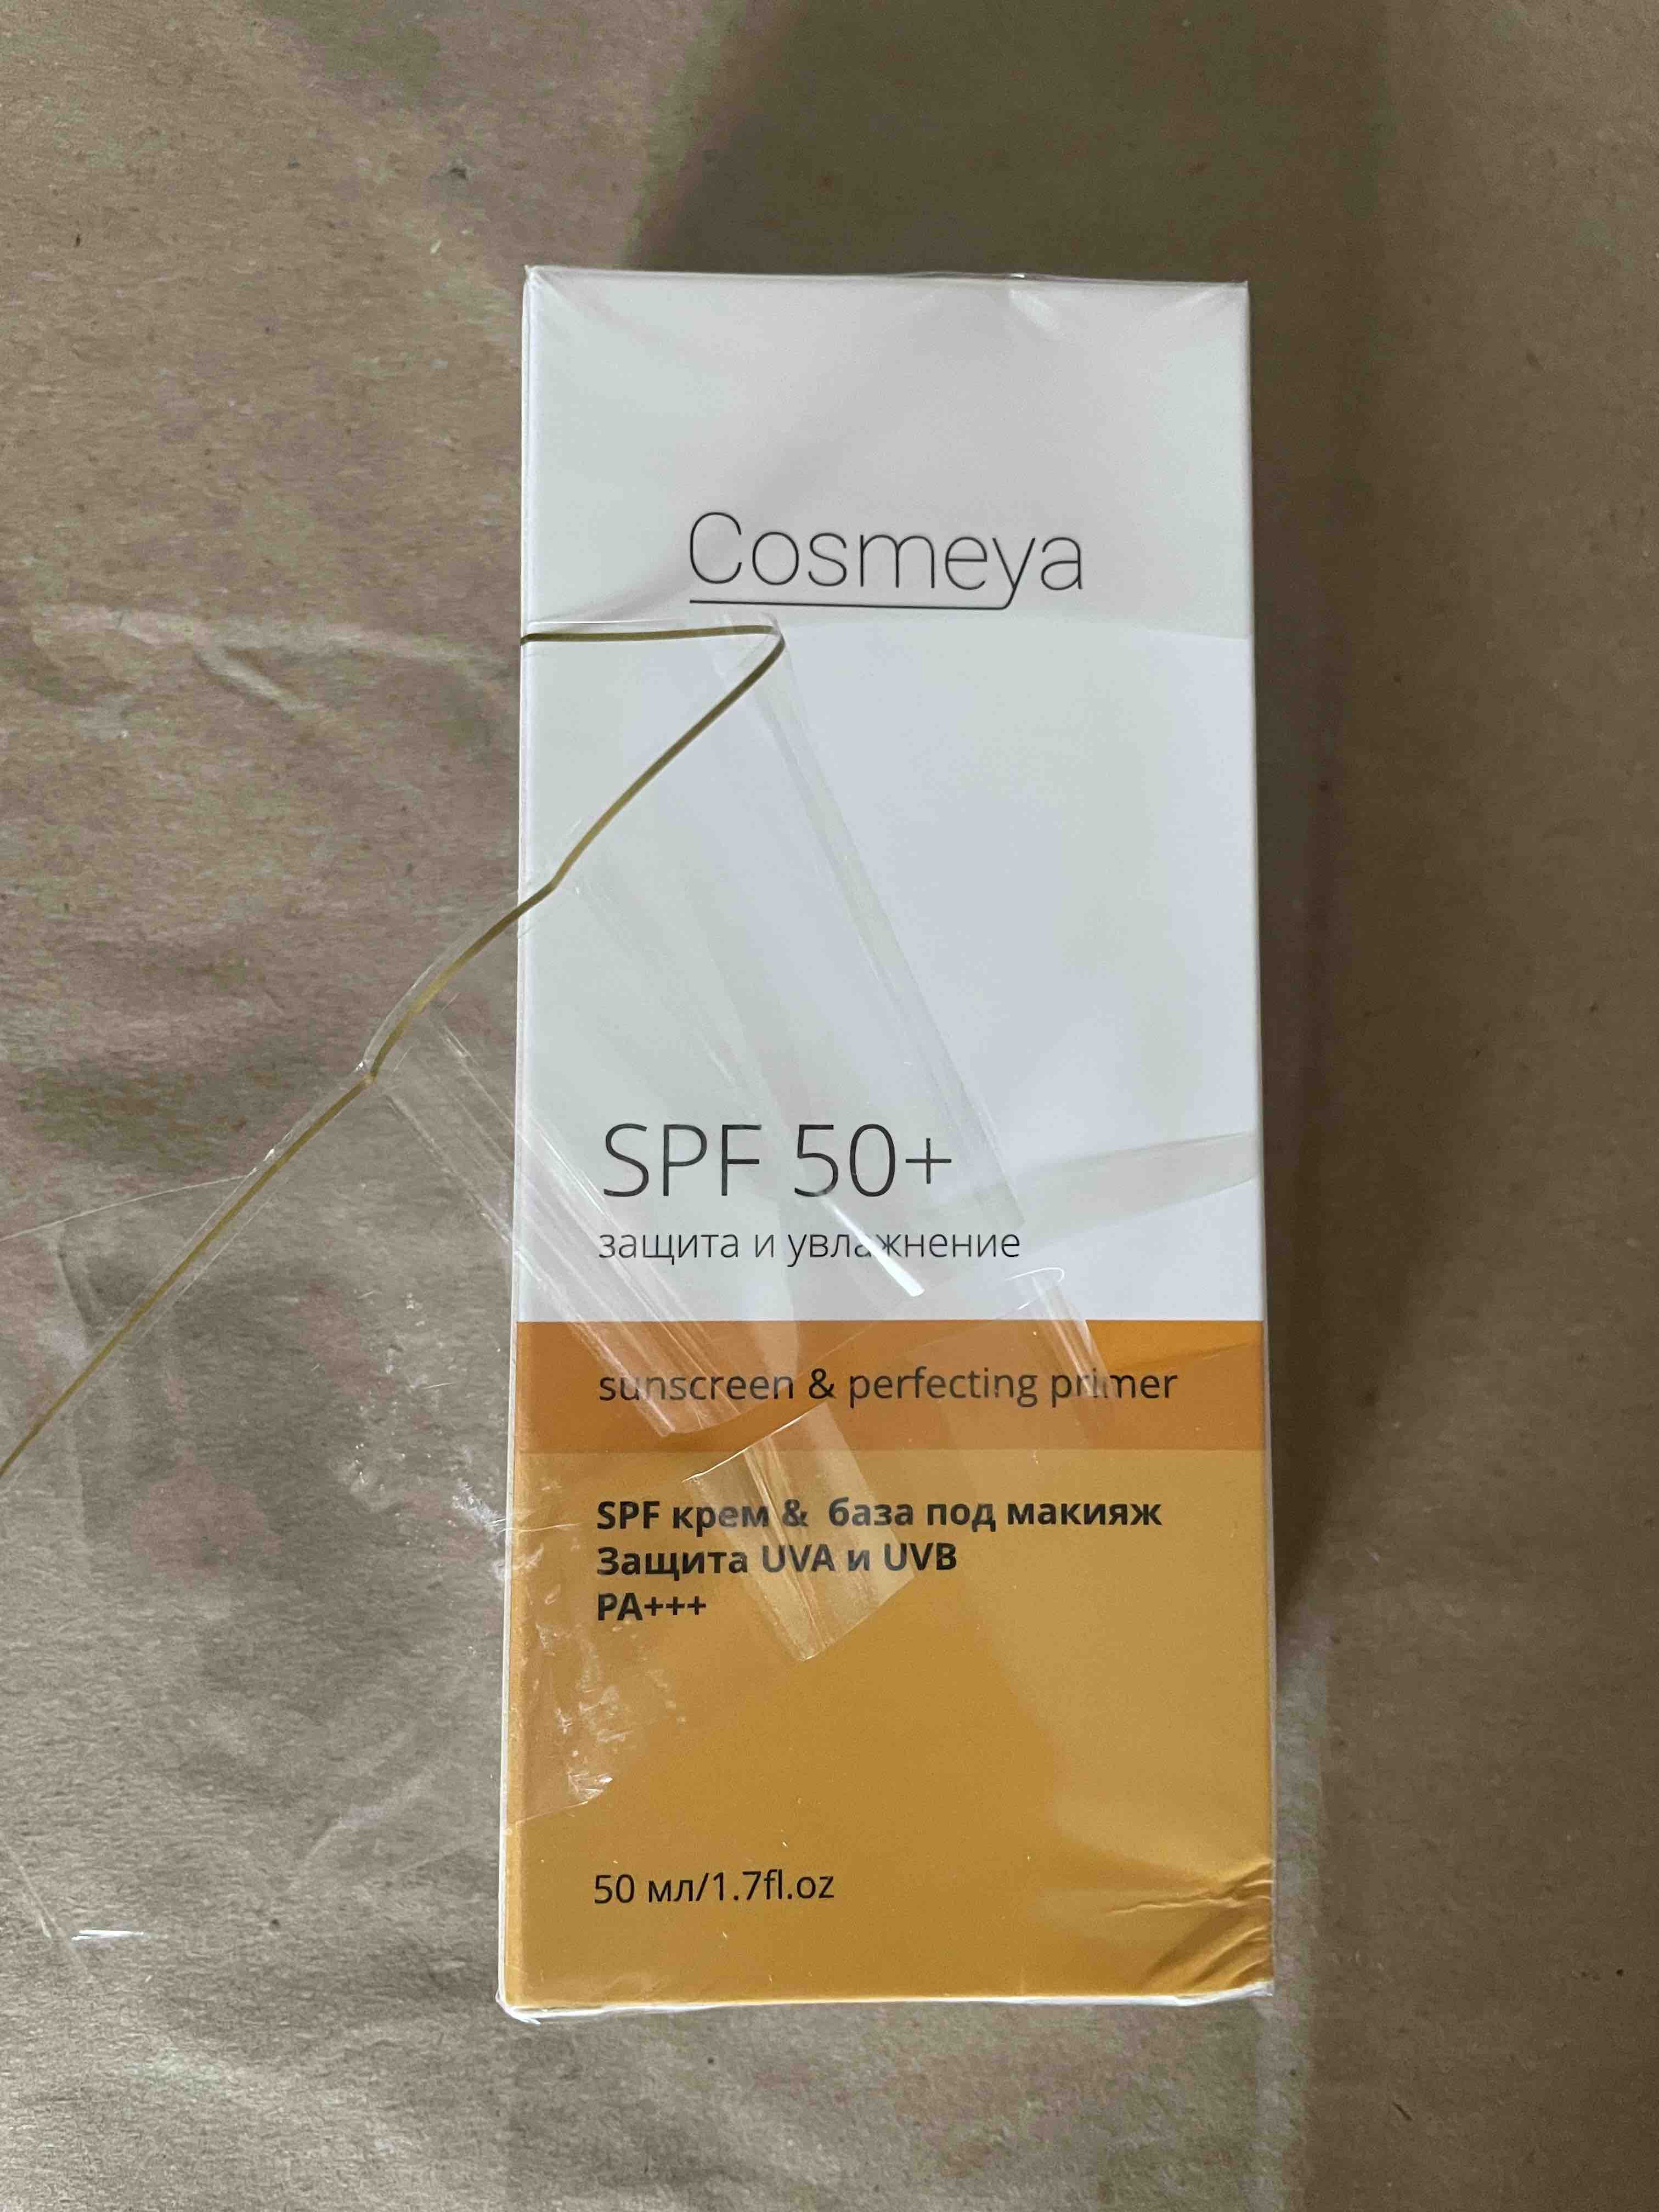 Cosmeya
SPF 50+
защита и увлажнение
sunscreen & perfecting primer
SPF крем & база под макияж
Защита UVA и UVB
PA+++
50 мл/1.7fl.oz